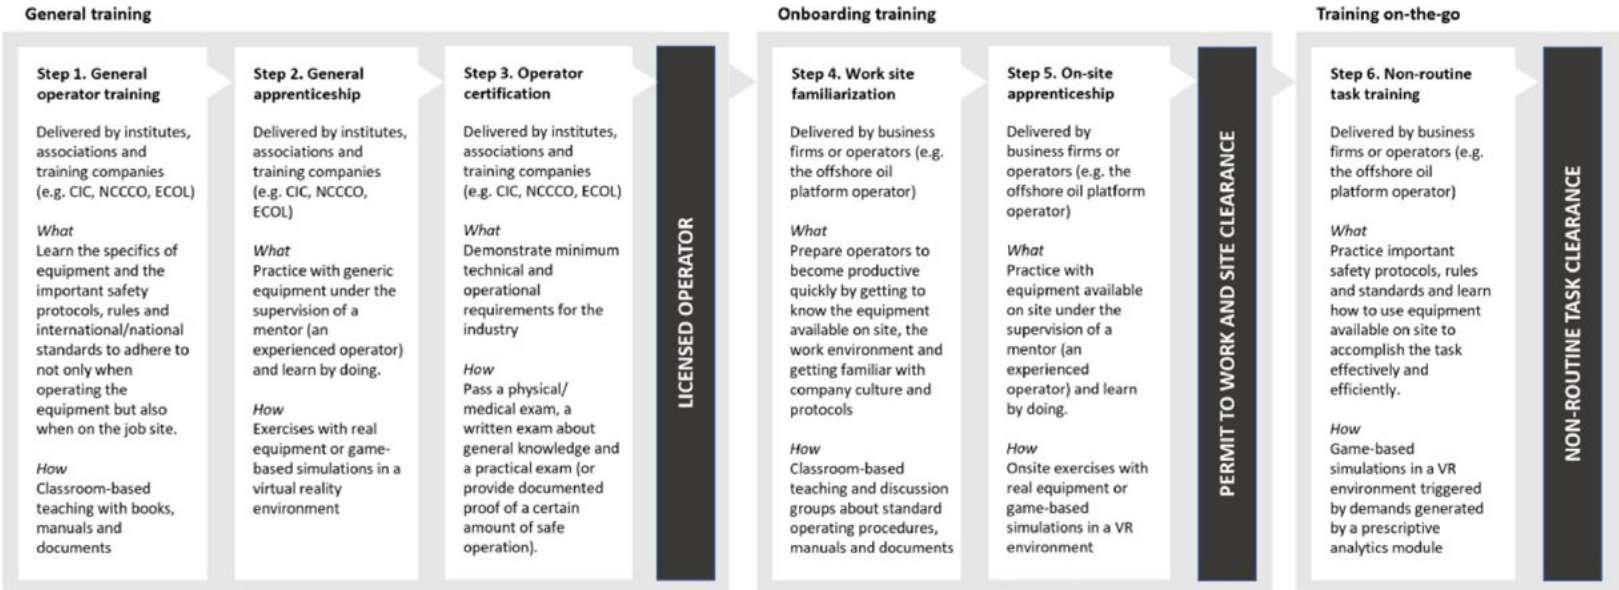 General training
Step 1. General
operator training
Delivered by institutes,
associations and
training companies
(e.g. CIC, NCCCO, ECOL)
What
Learn the specifics of
equipment and the
important safety
protocols, rules and
international/national
standards to adhere to
not only when
operating the
equipment but also
when on the job site.
How
Classroom-based
teaching with books,
manuals and
documents
Step 2. General
apprenticeship
Delivered by institutes,
associations and
training companies
(e.g. CIC, NCCCO,
ECOL)
What
Practice with generic
equipment under the
supervision of a
mentor (an
experienced operator)
and learn by doing.
How
Exercises with real
equipment or game-
based simulations in a
virtual reality
environment
Step 3. Operator
certification
Delivered by institutes,
associations and
training companies
(e.g. CIC, NCCCO, ECOL)
What
Demonstrate minimum
technical and
operational
requirements for the
industry
How
Pass a physical/
medical exam, a
written exam about
general knowledge and
a practical exam (or
provide documented
proof of a certain
amount of safe
operation).
LICENSED OPERATOR
Onboarding training
Step 4. Work site
familiarization
Delivered by business
firms or operators (e.g.
the offshore oil
platform operator)
What
Prepare operators to
become productive
quickly by getting to
know the equipment
available on site, the
work environment and
getting familiar with
company culture and
protocols
How
Classroom-based
teaching and discussion
groups about standard
operating procedures,
manuals and documents
Step 5. On-site
apprenticeship
Delivered by
business firms or
operators (e.g. the
offshore oil platform
operator)
What
Practice with
equipment available
on site under the
supervision of a
mentor (an
experienced
operator) and learn
by doing.
How
Onsite exercises with
real equipment or
game-based
simulations in a VR
environment
PERMIT TO WORK AND SITE CLEARANCE
Training on-the-go
Step 6. Non-routine
task training
Delivered by business
firms or operators (e.g.
the offshore oil
platform operator)
What
Practice important
safety protocols, rules
and standards and learn
how to use equipment
available on site to
accomplish the task
effectively and
efficiently.
How
Game-based
simulations in a VR
environment triggered
by demands generated
by a prescriptive
analytics module
NON-ROUTINE TASK CLEARANCE